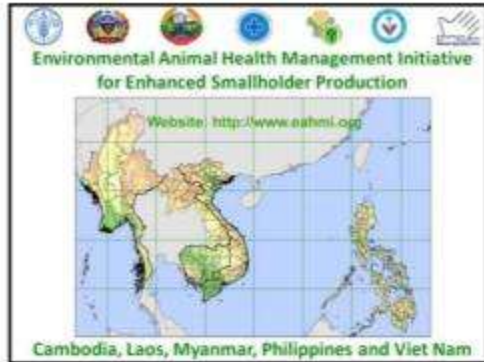 Environmental Animal Health Management Initiative
for Enhanced Smallholder Production
Website: http://www.eahmi.org
Cambodia, Laos, Myanmar, Philippines and Viet Nam